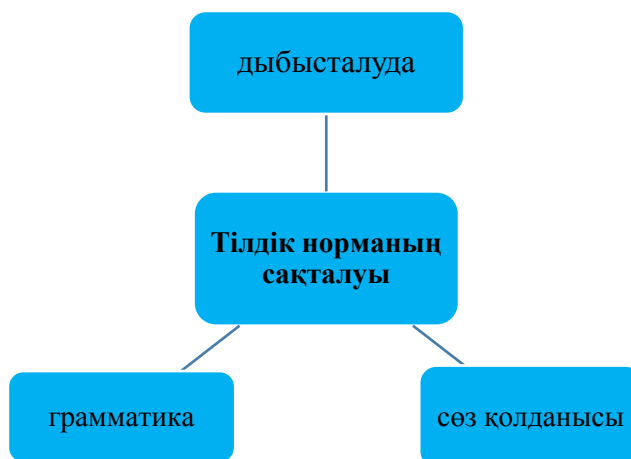 дыбысталуда
Тілдік норманың
сақталуы
грамматика
сөз қолданысы